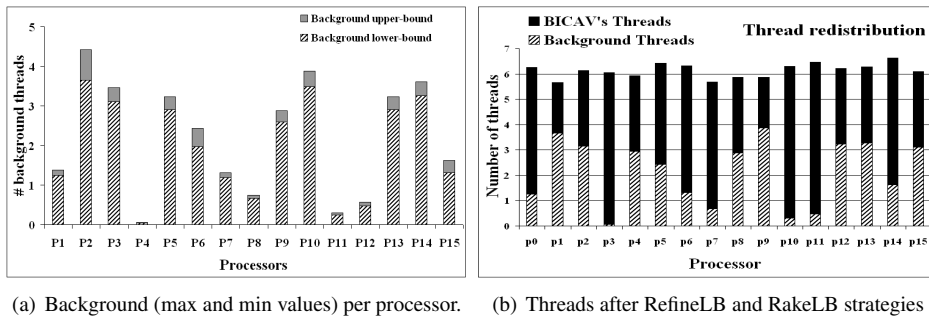 Background upper-bound
Background lower-bound
# background threads
5
4
3
2
1
0
P1 P2 P3 P4 P5 P6 P7 P8 P9 P10 P11 P12 P13 P14 P15
Processors
(a) Background (max and min values) per processor.
BICAV's Threads
Background Threads
Thread redistribution
Number of threads
7
6
5
4
3
2
1
0
p0 p1 p2 p3 p4 p5 p6 p7 p8 p9 p10 p11 p12 p13 p14 p15
Processor
(b) Threads after RefineLB and RakeLB strategies